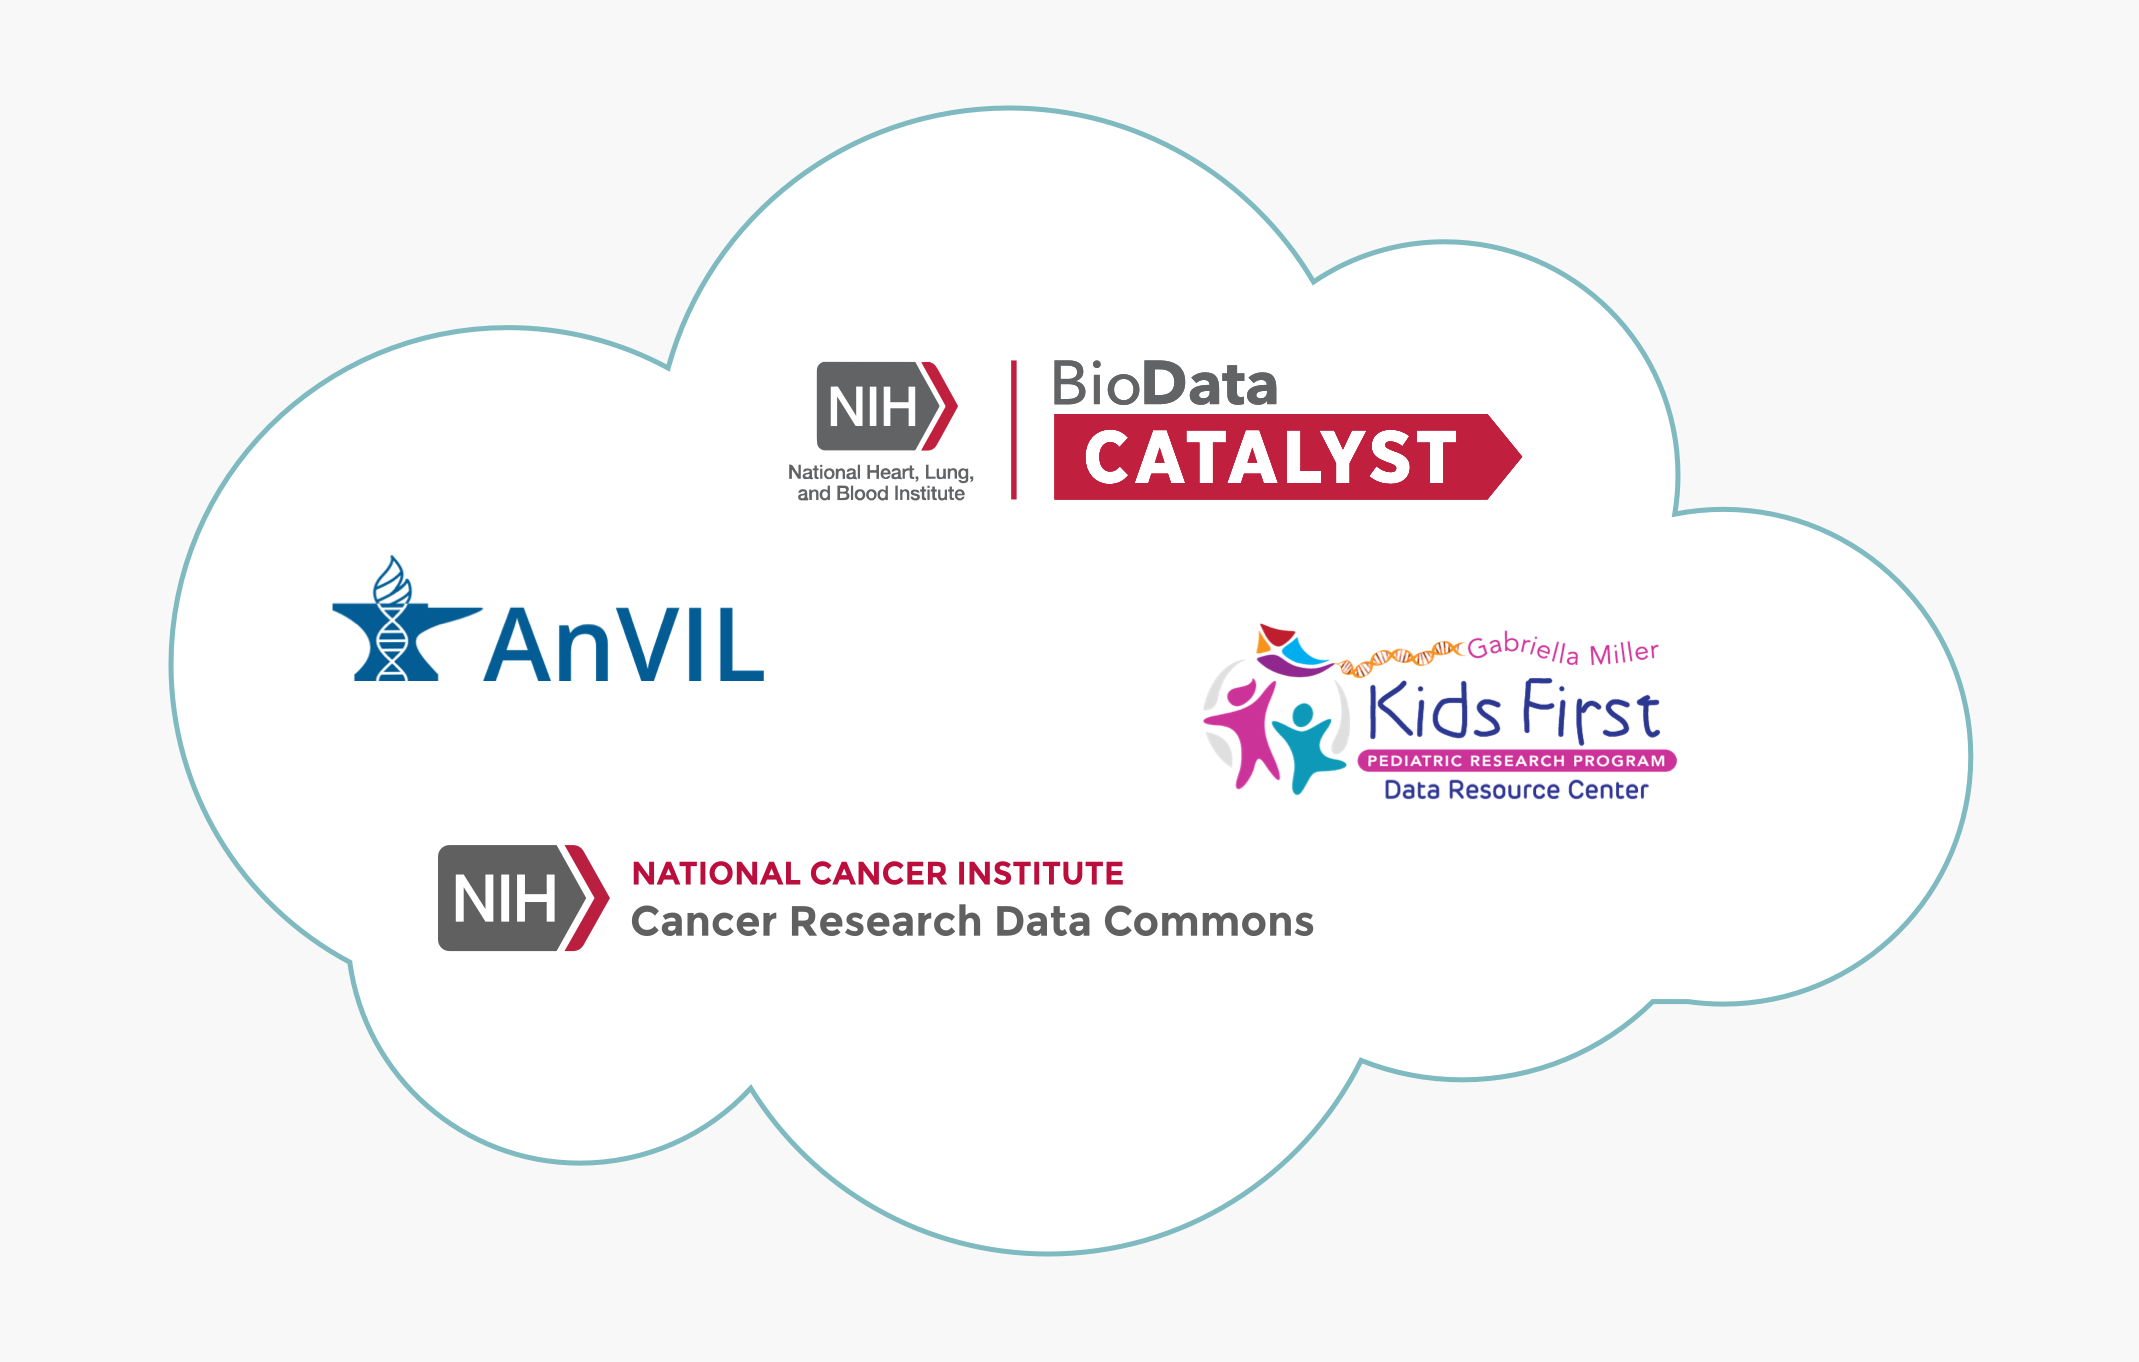 NIH
National Heart, Lung,
and Blood Institute
BioData
CATALYST
AnVIL
Gabriella Miller
Kids First
PEDIATRIC RESEARCH PROGRAM
Data Resource Center
NIH
NATIONAL CANCER INSTITUTE
Cancer Research Data Commons